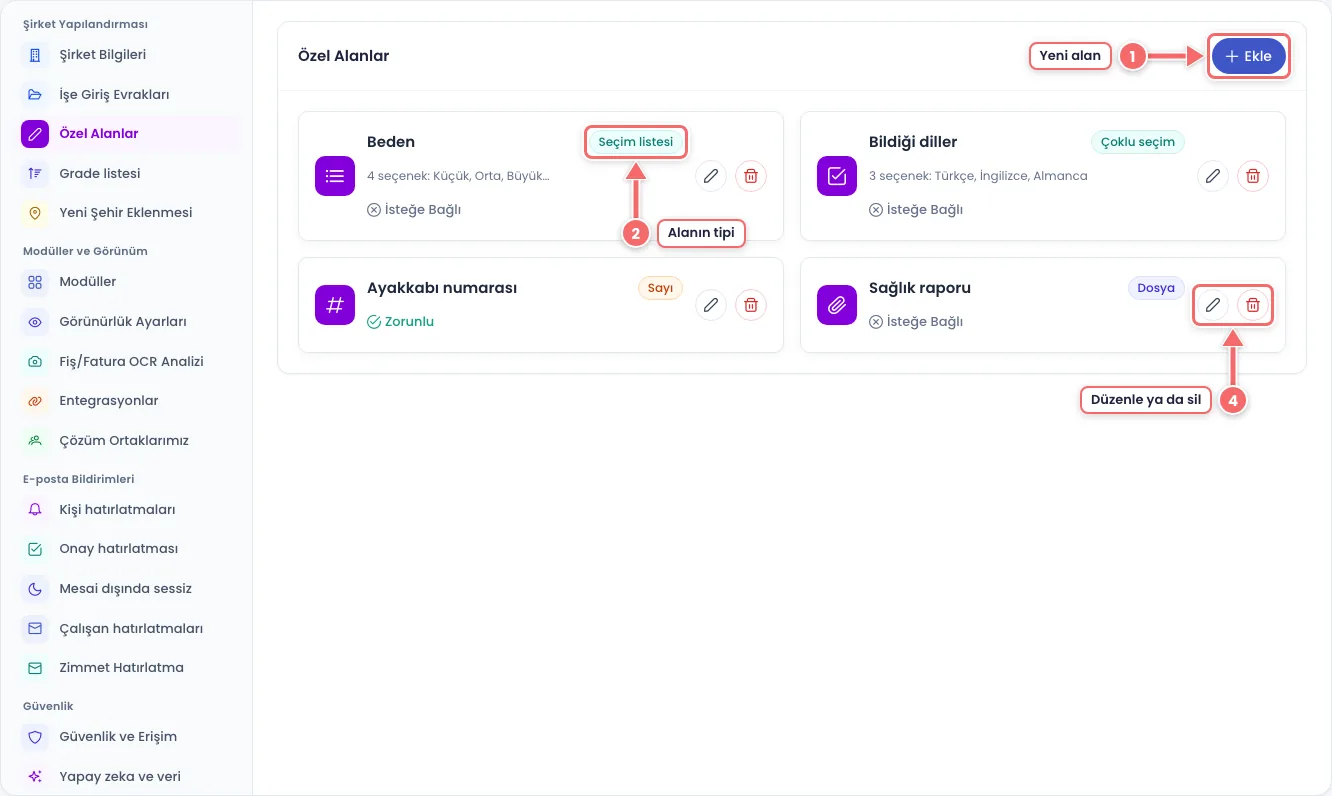 Şirket Yapılandırması
Şirket Bilgileri
İşe Giriş Evrakları
Özel Alanlar
Grade listesi
Yeni Şehir Eklenmesi
Modüller ve Görünüm
Modüller
Görünürlük Ayarları
Fiş/Fatura OCR Analizi
Entegrasyonlar
Çözüm Ortaklarımız
E-posta Bildirimleri
Kişi hatırlatmaları
Onay hatırlatması
Mesai dışında sessiz
Çalışan hatırlatmaları
Zimmet Hatırlatma
Güvenlik
Güvenlik ve Erişim
Yapay zeka ve veri
Özel Alanlar
Yeni alan
1
+ Ekle
Beden
Seçim listesi
4 seçenek: Küçük, Orta, Büyük...
İsteğe Bağlı
2
Alanın tipi
Bildiği diller
Çoklu seçim
3 seçenek: Türkçe, İngilizce, Almanca
İsteğe Bağlı
Ayakkabı numarası
Sayı
Zorunlu
Sağlık raporu
Dosya
İsteğe Bağlı
Düzenle ya da sil
4